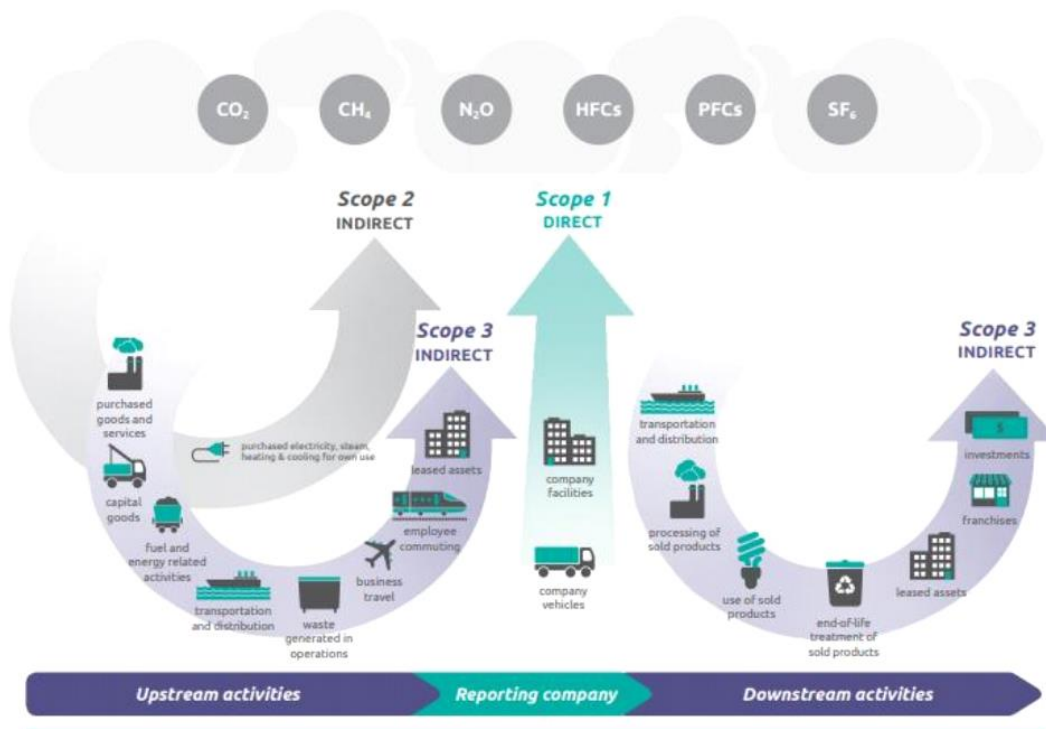 CO₂ CH₄ N₂O HFCs PFCs SF₆
Scope 2
INDIRECT
Scope 1
DIRECT
Scope 3
INDIRECT
Scope 3
INDIRECT
purchased
goods and
services
capital
goods
fuel and
energy related
activities
purchased electricity, steam,
heating & cooling for own use
transportation
and distribution
waste
generated in
operations
business
travel
employee
commuting
leased assets
company
facilities
company
vehicles
transportation
and distribution
processing of
sold products
use of sold
products
end-of-life
treatment of
sold products
leased assets
franchises
$
investments
Upstream activities
Reporting company
Downstream activities